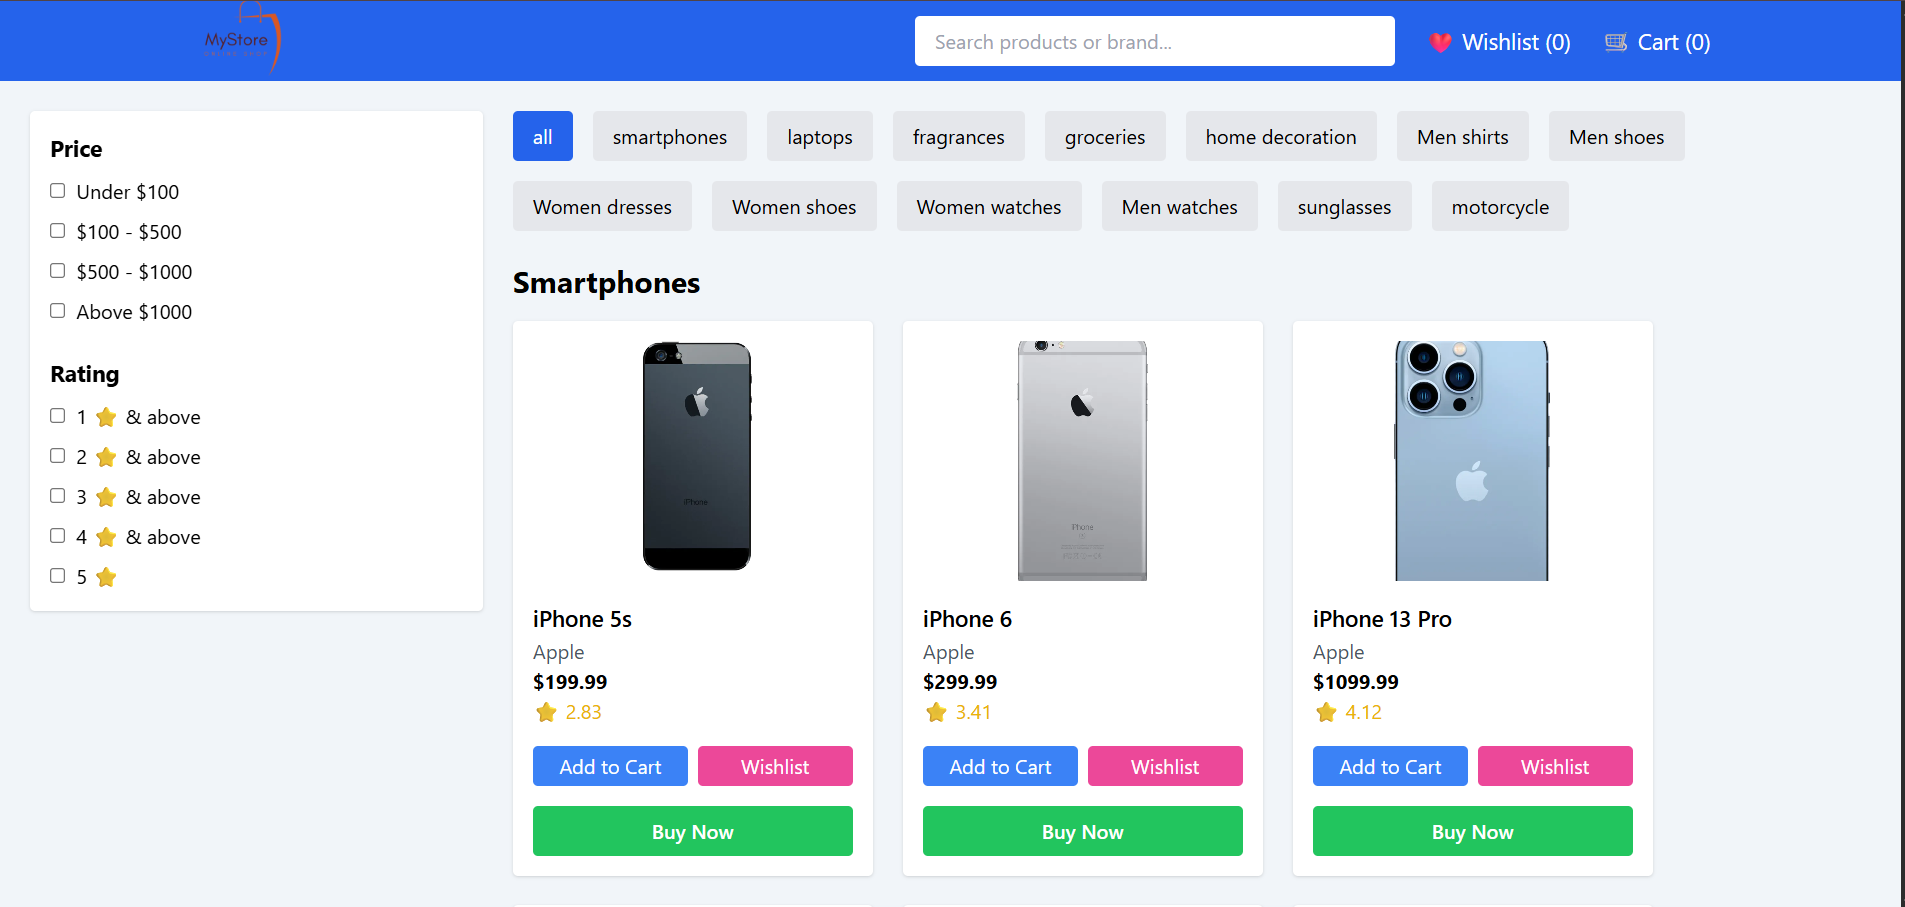 MyStore
Search products or brand...
Wishlist (0)
Cart (0)
Price
Under $100
$100 - $500
$500 - $1000
Above $1000
Rating
1 ⭐ & above
2 ⭐ & above
3 ⭐ & above
4 ⭐ & above
5 ⭐
all smartphones laptops fragrances groceries home decoration Men shirts Men shoes
Women dresses Women shoes Women watches Men watches sunglasses motorcycle
Smartphones
iPhone
iPhone 5s
Apple
$199.99
⭐ 2.83
Add to Cart Wishlist
Buy Now
iPhone
iPhone 6
Apple
$299.99
⭐ 3.41
Add to Cart Wishlist
Buy Now
iPhone 13 Pro
Apple
$1099.99
⭐ 4.12
Add to Cart Wishlist
Buy Now